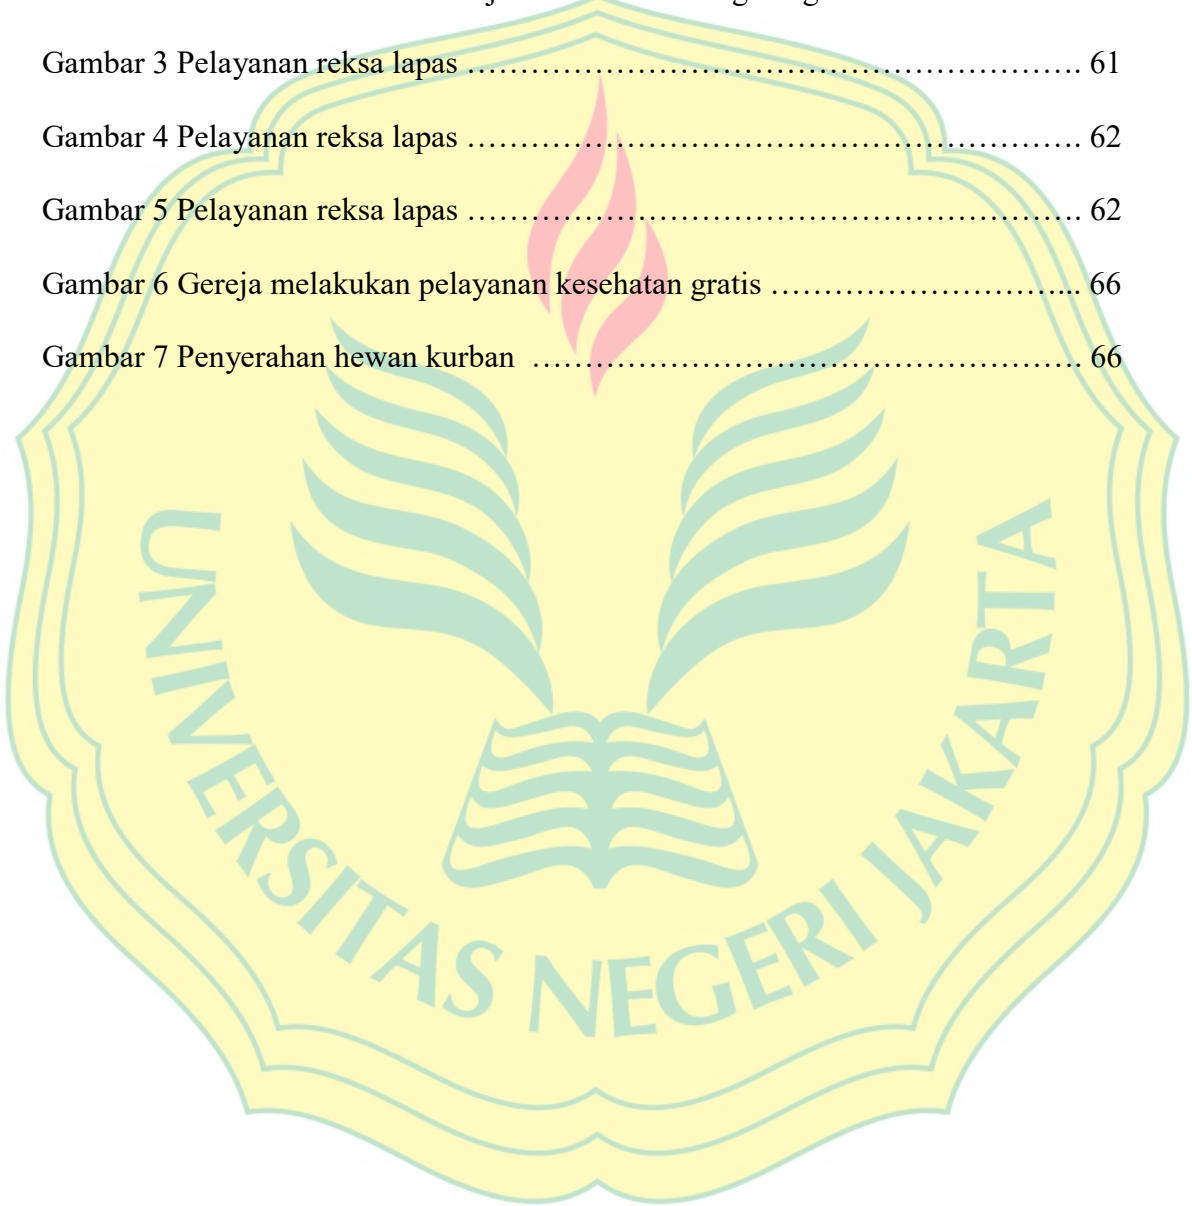 Gambar 3 Pelayanan reksa lapas ……………………………………………………………. 61
Gambar 4 Pelayanan reksa lapas ……………………………………………………………. 62
Gambar 5 Pelayanan reksa lapas ……………………………………………………………. 62
Gambar 6 Gereja melakukan pelayanan kesehatan gratis ………………………….... 66
Gambar 7 Penyerahan hewan kurban ……………………………………………………. 66
UNIVERSITAS NEGERI JAKARTA